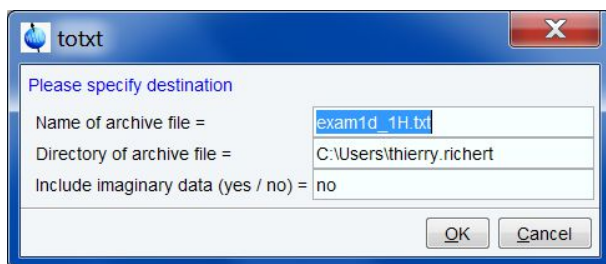 totxt
Please specify destination
Name of archive file = exam1d_1H.txt
Directory of archive file = C:\Users\thierry.richert
Include imaginary data (yes / no) = no
OK Cancel